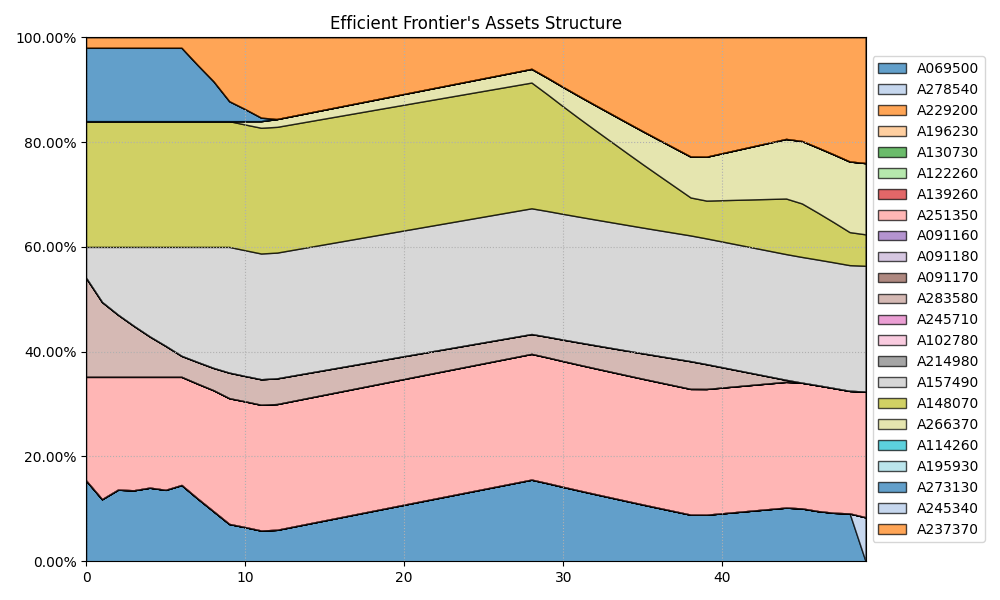 Efficient Frontier's Assets Structure
100.00%
80.00%
60.00%
40.00%
20.00%
0.00%
0
10
20
30
40
A069500
A278540
A229200
A196230
A130730
A122260
A139260
A251350
A091160
A091180
A091170
A283580
A245710
A102780
A214980
A157490
A148070
A266370
A114260
A195930
A273130
A245340
A237370